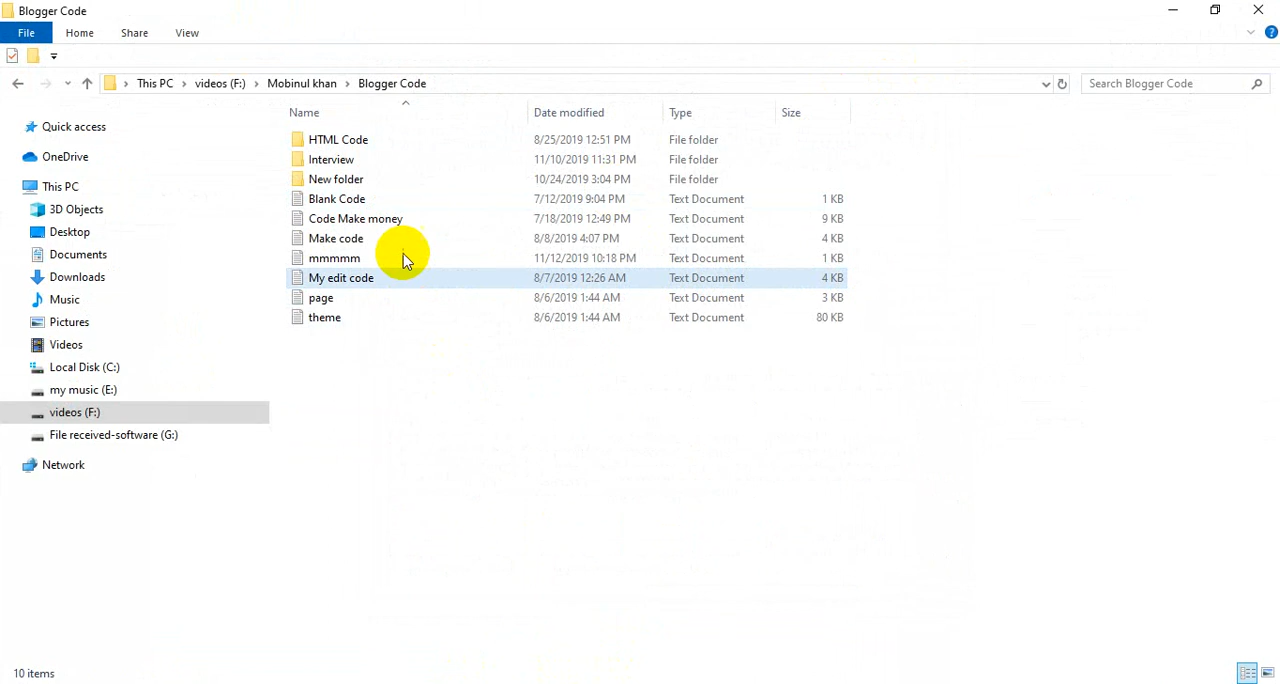 Blogger Code
File Home Share View
This PC videos (F:) Mobinul khan Blogger Code Search Blogger Code
Name Date modified Type Size
Quick access
OneDrive
This PC
3D Objects
Desktop
Documents
Downloads
Music
Pictures
Videos
Local Disk (C:)
my music (E:)
videos (F:)
File received-software (G:)
Network
HTML Code 8/25/2019 12:51 PM File folder
Interview 11/10/2019 11:31 PM File folder
New folder 10/24/2019 3:04 PM File folder
Blank Code 7/12/2019 9:04 PM Text Document 1 KB
Code Make money 7/18/2019 12:49 PM Text Document 9 KB
Make code 8/8/2019 4:07 PM Text Document 4 KB
mmmmm 11/12/2019 10:18 PM Text Document 1 KB
My edit code 8/7/2019 12:26 AM Text Document 4 KB
page 8/6/2019 1:44 AM Text Document 3 KB
theme 8/6/2019 1:44 AM Text Document 80 KB
10 items